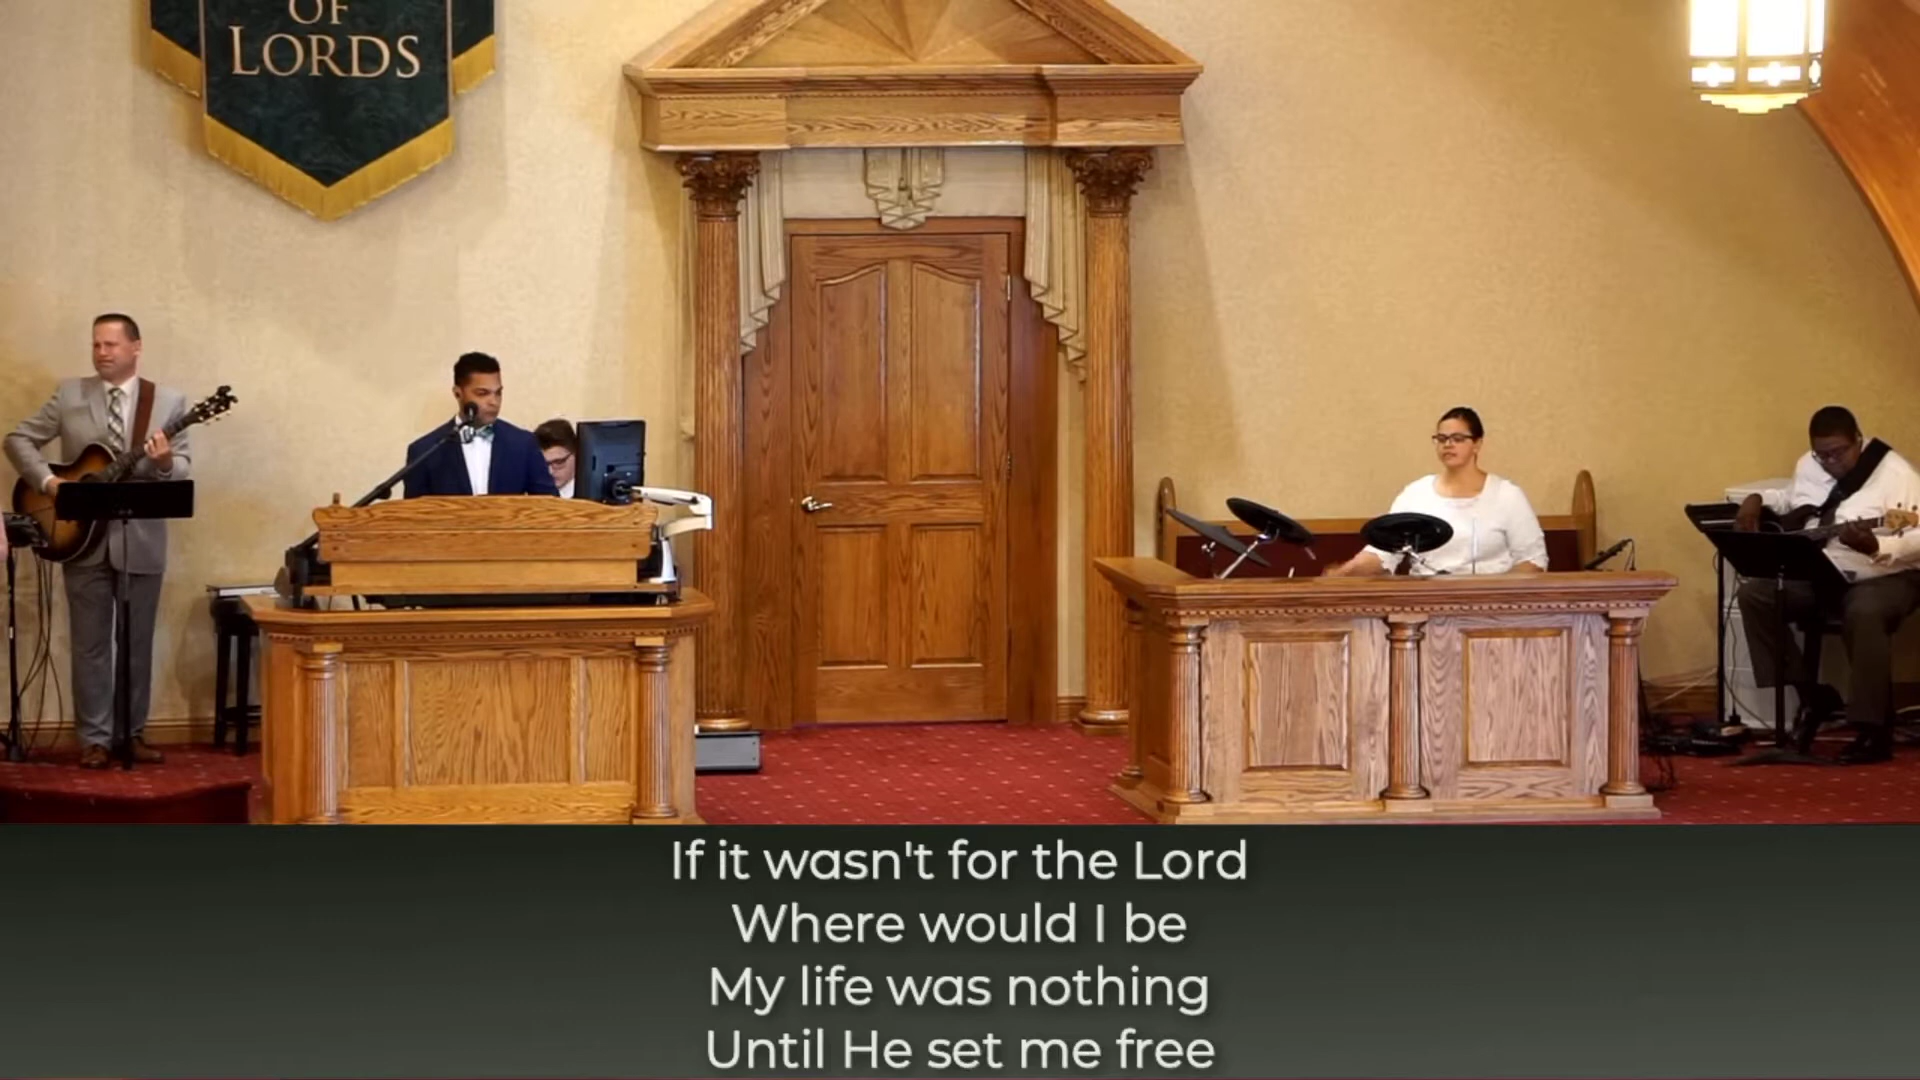 OF
LORDS
If it wasn't for the Lord
Where would I be
My life was nothing
Until He set me free